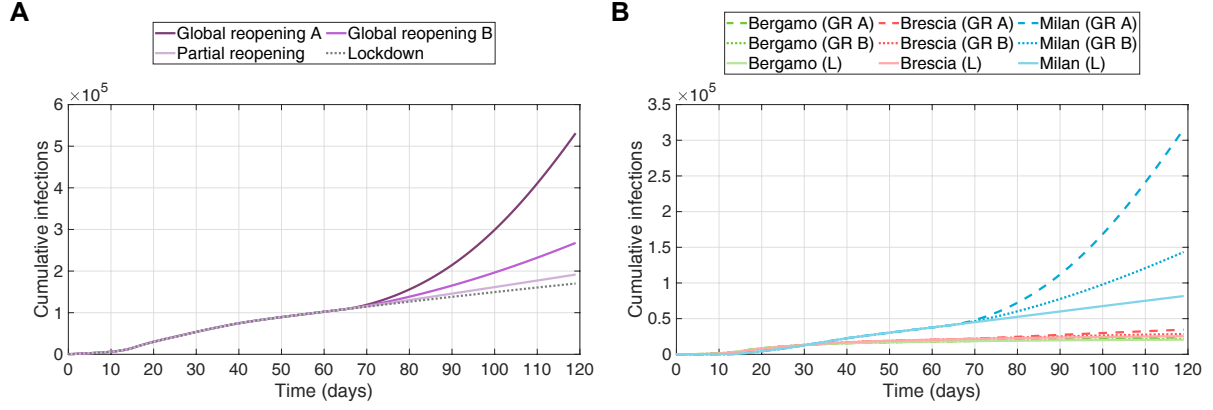 A
Global reopening A
Global reopening B
Partial reopening
Lockdown
× 10^5
6
5
4
3
2
1
0
Cumulative infections
0 10 20 30 40 50 60 70 80 90 100 110 120
Time (days)
B
Bergamo (GR A) Brescia (GR A) Milan (GR A)
Bergamo (GR B) Brescia (GR B) Milan (GR B)
Bergamo (L) Brescia (L) Milan (L)
× 10^5
3.5
3
2.5
2
1.5
1
0.5
0
Cumulative infections
0 10 20 30 40 50 60 70 80 90 100 110 120
Time (days)